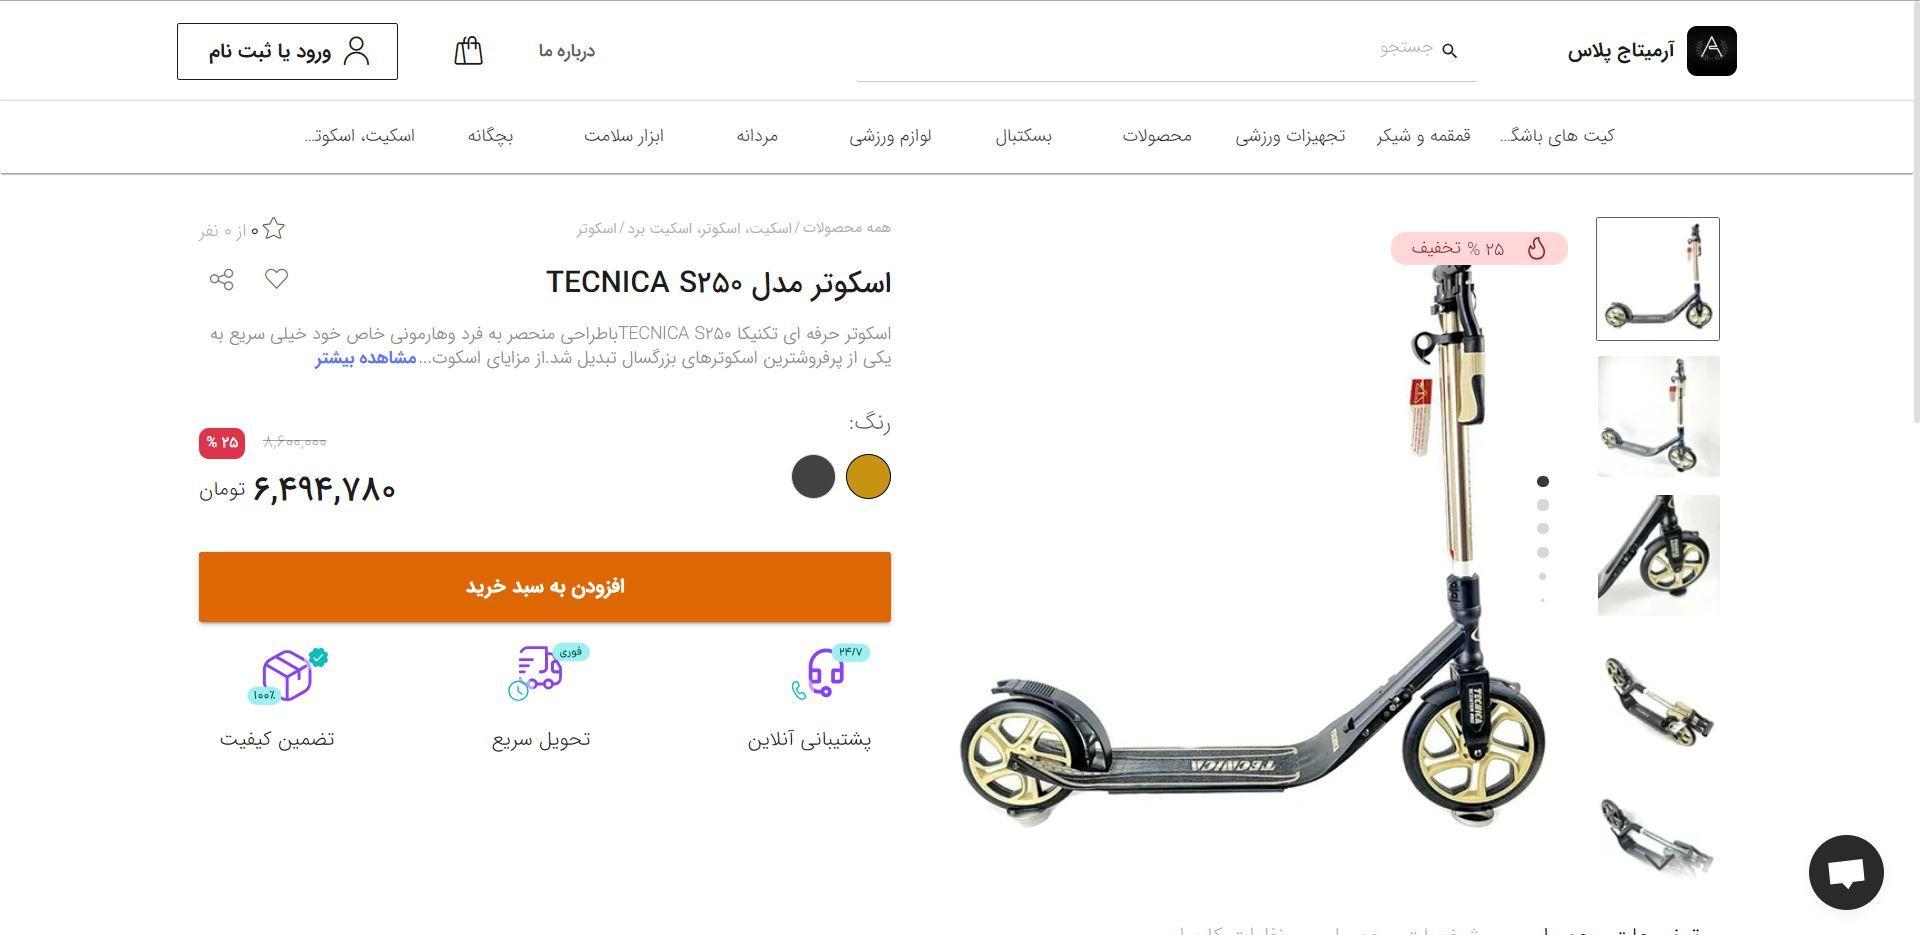 آرمیتاج پلاس
جستجو
درباره ما
ورود یا ثبت نام
کیت های باشگ...
قمقمه و شیکر
تجهیزات ورزشی
محصولات
بسکتبال
لوازم ورزشی
مردانه
ابزار سلامت
بچگانه
اسکیت، اسکوتـ...
۲۵ % تخفیف
TECNICA
TECNICA
همه محصولات / اسکیت، اسکوتر، اسکیت برد / اسکوتر
۰ از ۰ نفر
اسکوتر مدل TECNICA S۲۵۰
اسکوتر حرفه ای تکنیکا TECNICA S۲۵۰باطراحی منحصر به فرد وهارمونی خاص خود خیلی سریع به
یکی از پرفروشترین اسکوترهای بزرگسال تبدیل شد.از مزایای اسکوت... مشاهده بیشتر
رنگ:
۸,۶۰۰,۰۰۰
۲۵ %
۶,۴۹۴,۷۸۰ تومان
افزودن به سبد خرید
۲۴/۷
پشتیبانی آنلاین
فوری
تحویل سریع
۱۰۰٪
تضمین کیفیت